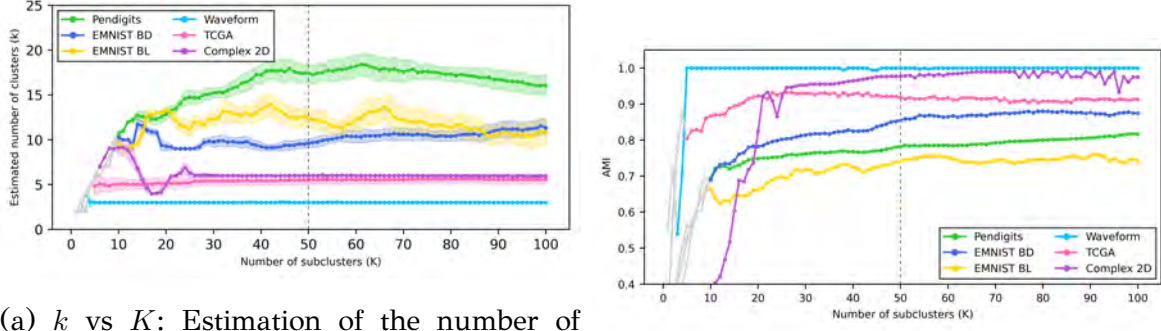 25
20
15
10
5
0
Estimated number of clusters (k)
Pendigits
EMNIST BD
EMNIST BL
Waveform
TCGA
Complex 2D
0 10 20 30 40 50 60 70 80 90 100
Number of subclusters (K)
(a) k vs K: Estimation of the number of
1.0
0.9
0.8
0.7
0.6
0.5
0.4
AMI
Pendigits
EMNIST BD
EMNIST BL
Waveform
TCGA
Complex 2D
0 10 20 30 40 50 60 70 80 90 100
Number of subclusters (K)